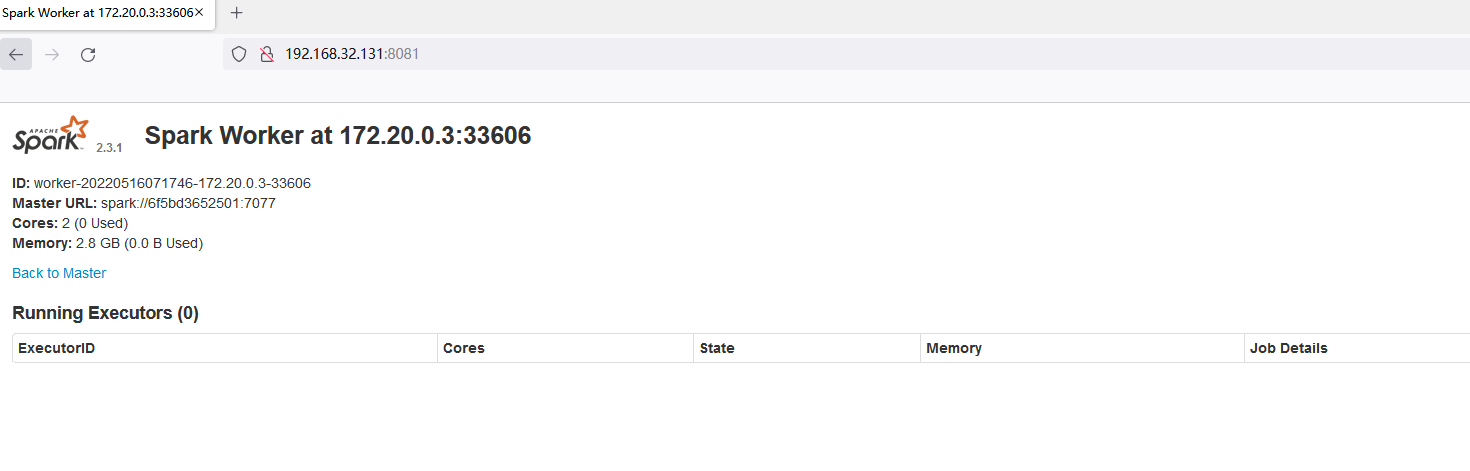 Spark Worker at 172.20.0.3:33606
192.168.32.131:8081
APACHE Spark 2.3.1 Spark Worker at 172.20.0.3:33606
ID: worker-20220516071746-172.20.0.3-33606
Master URL: spark://6f5bd3652501:7077
Cores: 2 (0 Used)
Memory: 2.8 GB (0.0 B Used)
Back to Master
Running Executors (0)
ExecutorID Cores State Memory Job Details